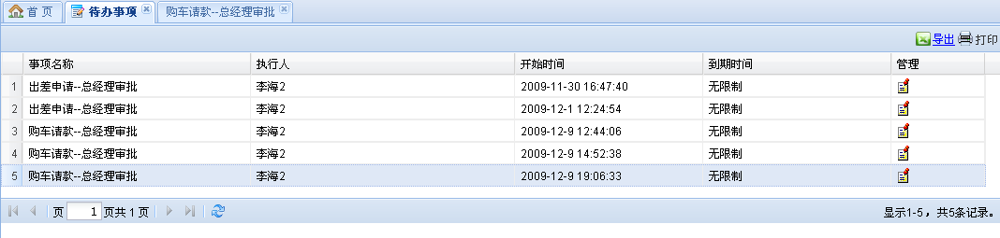 首 页 待办事项 购车请款--总经理审批
导出 打印
事项名称 执行人 开始时间 到期时间 管理
1 出差申请--总经理审批 李海2 2009-11-30 16:47:40 无限制
2 出差申请--总经理审批 李海2 2009-12-1 12:24:54 无限制
3 购车请款--总经理审批 李海2 2009-12-9 12:44:06 无限制
4 购车请款--总经理审批 李海2 2009-12-9 14:52:38 无限制
5 购车请款--总经理审批 李海2 2009-12-9 19:06:33 无限制
页 1 页共 1 页 显示1-5，共5条记录。